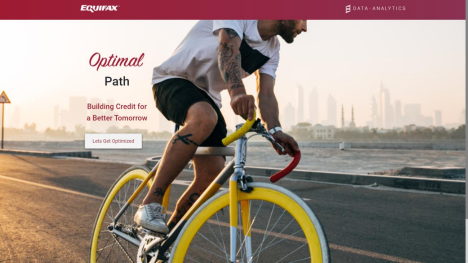 EQUIFAX
DATA·ANALYTICS
Optimal
Path
Building Credit for
a Better Tomorrow
Lets Get Optimized